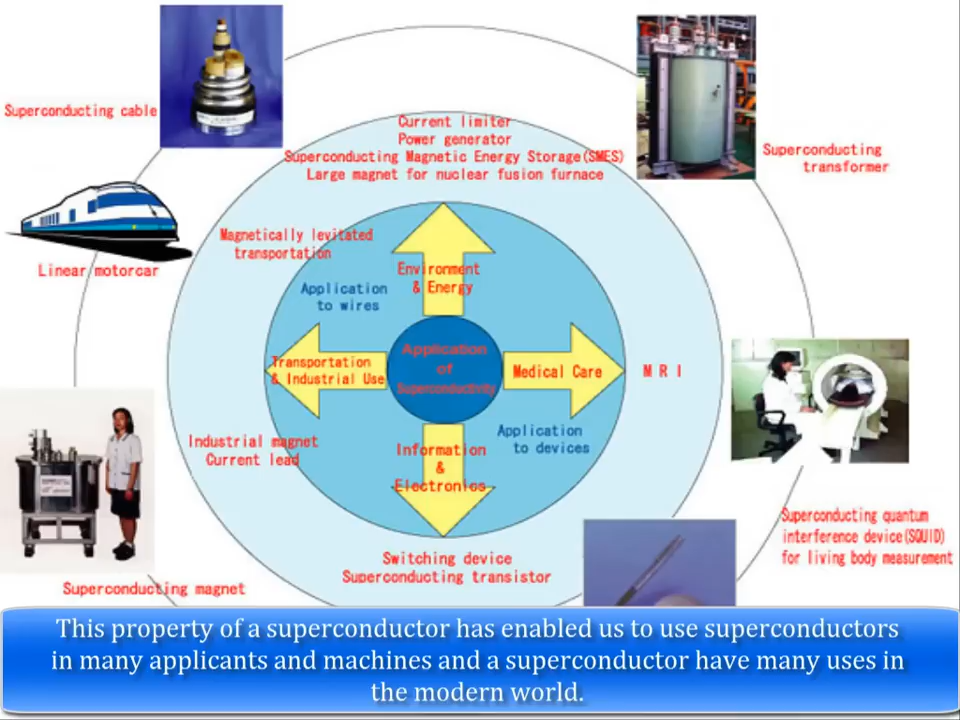 Superconducting cable
Current limiter
Power generator
Superconducting Magnetic Energy Storage(SMES)
Large magnet for nuclear fusion furnace
Superconducting
transformer
Linear motorcar
Magnetically levitated
transportation
Application
to wires
Environment
& Energy
Transportation
& Industrial Use
Application
of
Superconductivity
Medical Care
M R I
Industrial magnet
Current lead
Information
&
Electronics
Application
to devices
Superconducting quantum
interference device(SQUID)
for living body measurement
Switching device
Superconducting transistor
Superconducting magnet
This property of a superconductor has enabled us to use superconductors
in many applicants and machines and a superconductor have many uses in
the modern world.